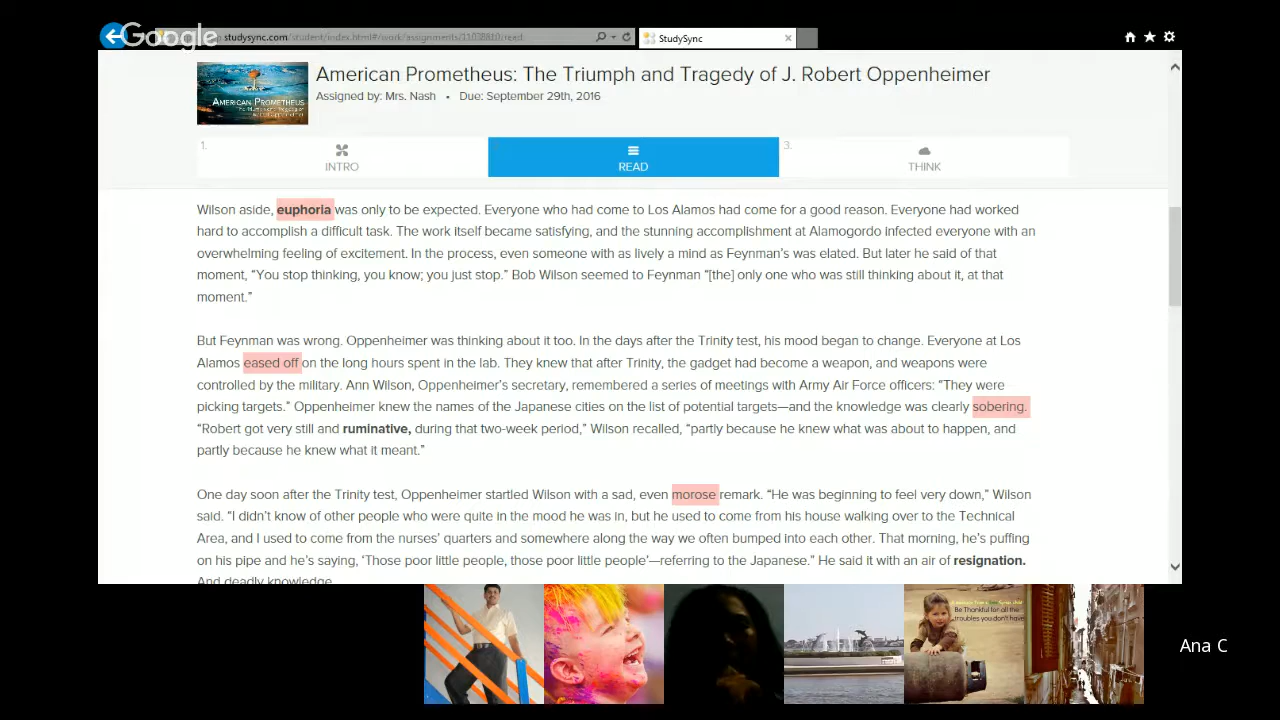 Google
studysync.com/student/index.html#/work/assignments/
StudySync
AMERICAN PROMETHEUS
American Prometheus: The Triumph and Tragedy of J. Robert Oppenheimer
Assigned by: Mrs. Nash • Due: September 29th, 2016
1.
INTRO
READ
3.
THINK
Wilson aside, euphoria was only to be expected. Everyone who had come to Los Alamos had come for a good reason. Everyone had worked
hard to accomplish a difficult task. The work itself became satisfying, and the stunning accomplishment at Alamogordo infected everyone with an
overwhelming feeling of excitement. In the process, even someone with as lively a mind as Feynman’s was elated. But later he said of that
moment, “You stop thinking, you know; you just stop.” Bob Wilson seemed to Feynman “[the] only one who was still thinking about it, at that
moment.”
But Feynman was wrong. Oppenheimer was thinking about it too. In the days after the Trinity test, his mood began to change. Everyone at Los
Alamos eased off on the long hours spent in the lab. They knew that after Trinity, the gadget had become a weapon, and weapons were
controlled by the military. Ann Wilson, Oppenheimer’s secretary, remembered a series of meetings with Army Air Force officers: “They were
picking targets.” Oppenheimer knew the names of the Japanese cities on the list of potential targets—and the knowledge was clearly sobering.
“Robert got very still and ruminative, during that two-week period,” Wilson recalled, “partly because he knew what was about to happen, and
partly because he knew what it meant.”
One day soon after the Trinity test, Oppenheimer startled Wilson with a sad, even morose remark. “He was beginning to feel very down,” Wilson
said. “I didn’t know of other people who were quite in the mood he was in, but he used to come from his house walking over to the Technical
Area, and I used to come from the nurses’ quarters and somewhere along the way we often bumped into each other. That morning, he’s puffing
on his pipe and he’s saying, ‘Those poor little people, those poor little people’—referring to the Japanese.” He said it with an air of resignation.
And deadly knowledge.
Be Thankful for all the
troubles you don't have
Ana C